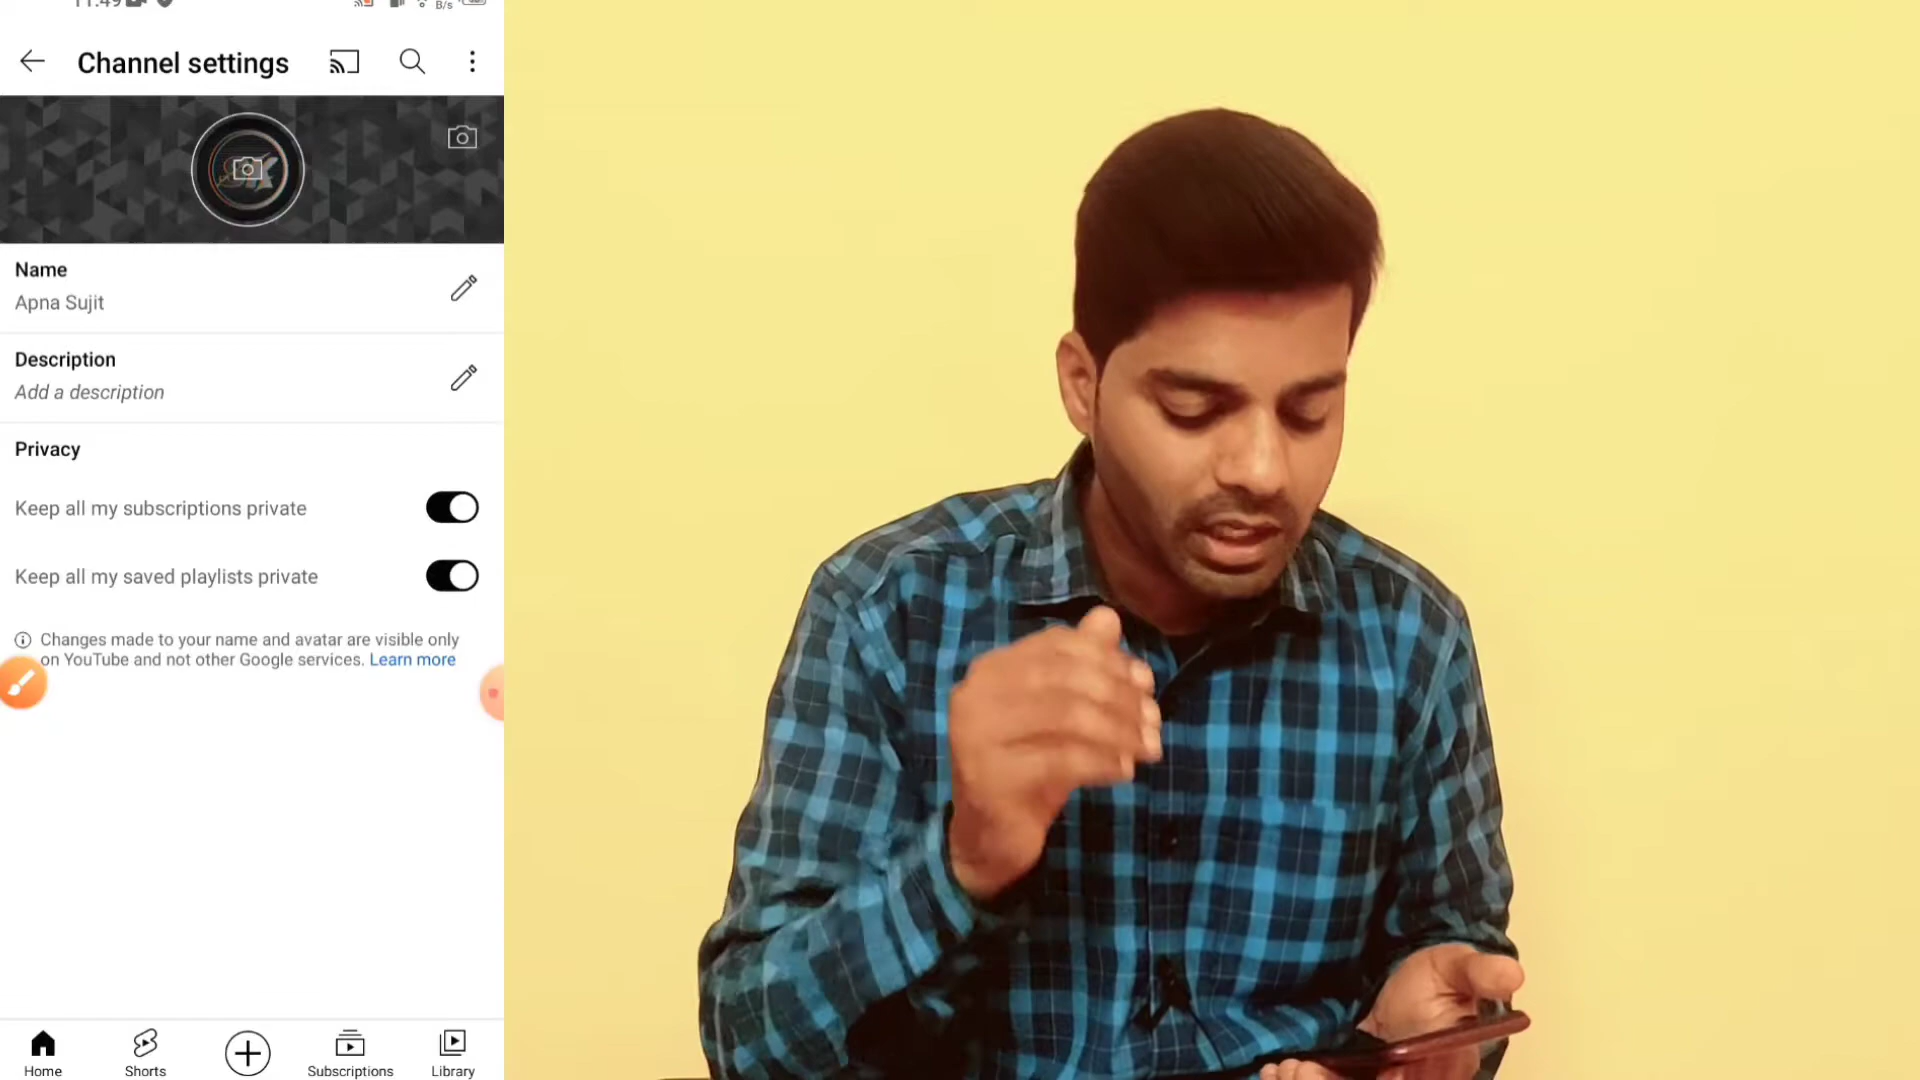 11:49
B/s
Channel settings
Name
Apna Sujit
Description
Add a description
Privacy
Keep all my subscriptions private
Keep all my saved playlists private
Changes made to your name and avatar are visible only
on YouTube and not other Google services. Learn more
Home
Shorts
Subscriptions
Library